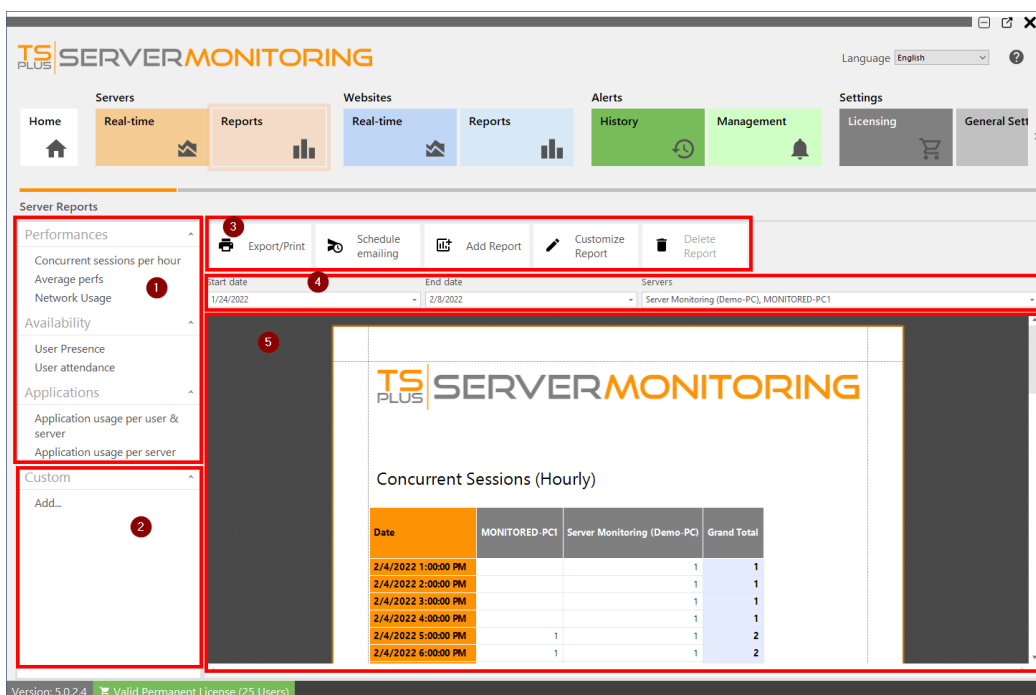 TS PLUS SERVERMONITORING
Language English
Servers
Websites
Alerts
Settings
Home
Real-time
Reports
Real-time
Reports
History
Management
Licensing
General Sett
Server Reports
Performances
Concurrent sessions per hour
Average perfs
Network Usage
1
Availability
User Presence
User attendance
Applications
Application usage per user &
server
Application usage per server
Custom
Add...
2
3
Export/Print
Schedule
emailing
Add Report
Customize
Report
Delete
Report
4
Start date
End date
Servers
1/24/2022
2/8/2022
Server Monitoring (Demo-PC), MONITORED-PC1
5
TS PLUS SERVERMONITORING
Concurrent Sessions (Hourly)
Date MONITORED-PC1 Server Monitoring (Demo-PC) Grand Total
2/4/2022 1:00:00 PM 1 1
2/4/2022 2:00:00 PM 1 1
2/4/2022 3:00:00 PM 1 1
2/4/2022 4:00:00 PM 1 1
2/4/2022 5:00:00 PM 1 1 2
2/4/2022 6:00:00 PM 1 1 2
Version: 5.0.2.4 Valid Permanent License (25 Users)